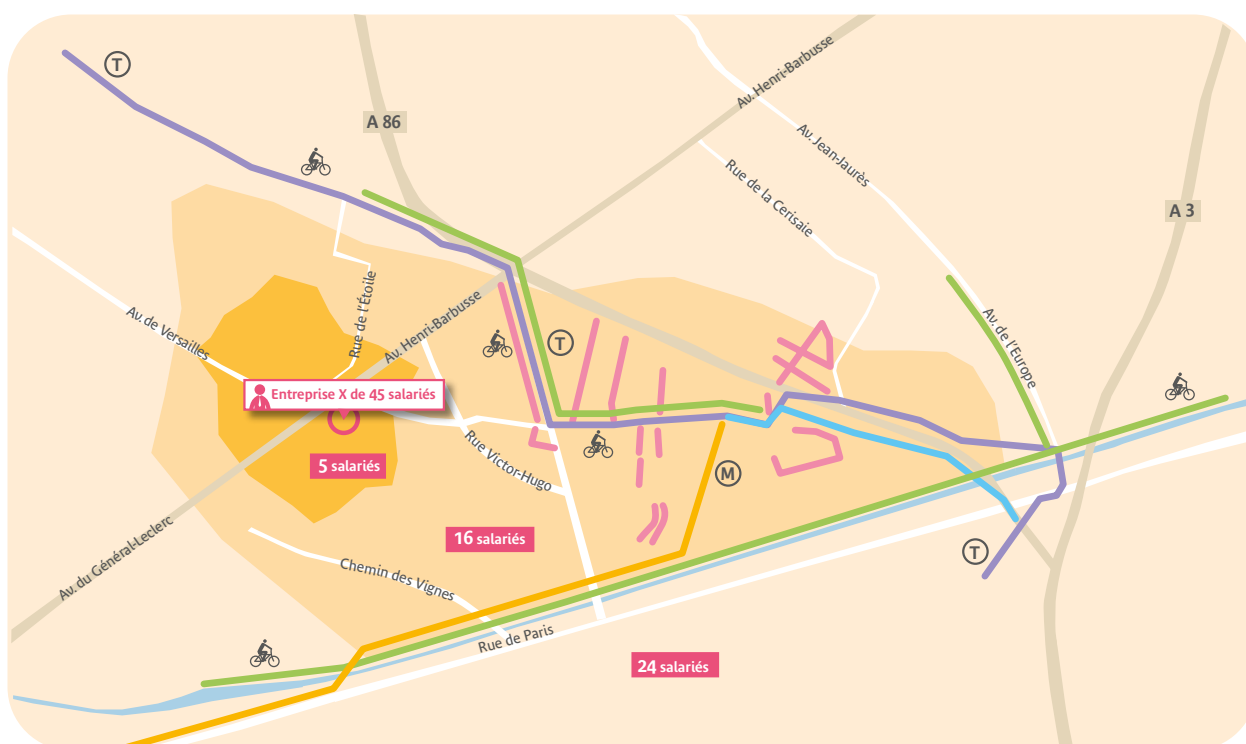 T
A 86
Av. Henri-Barbusse
Av. Jean-Jaurès
Rue de la Cerisaie
A 3
Av. de Versailles
Rue de l'Étoile
Av. Henri-Barbusse
T
Av. de l'Europe
Entreprise X de 45 salariés
5 salariés
Rue Victor-Hugo
M
16 salariés
Av. du Général-Leclerc
T
Chemin des Vignes
Rue de Paris
24 salariés